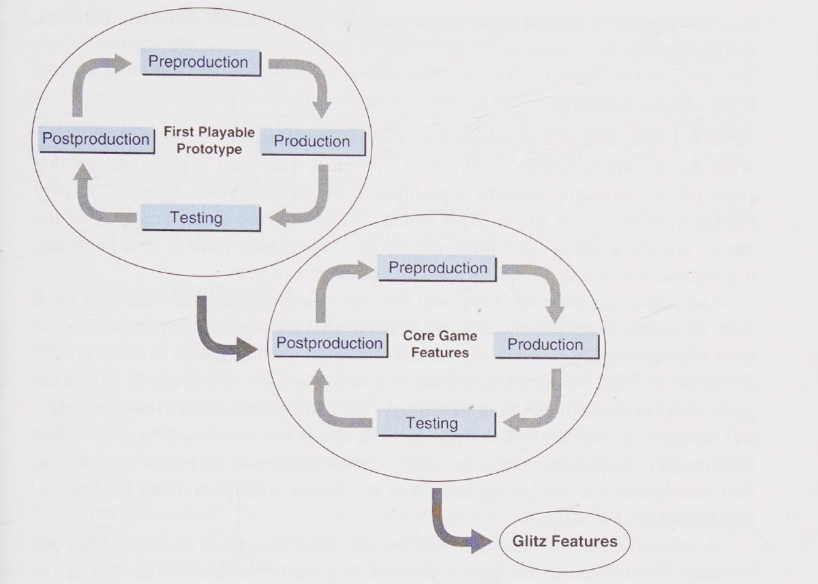 Preproduction
Postproduction
First Playable
Prototype
Production
Testing
Preproduction
Postproduction
Core Game
Features
Production
Testing
Glitz Features